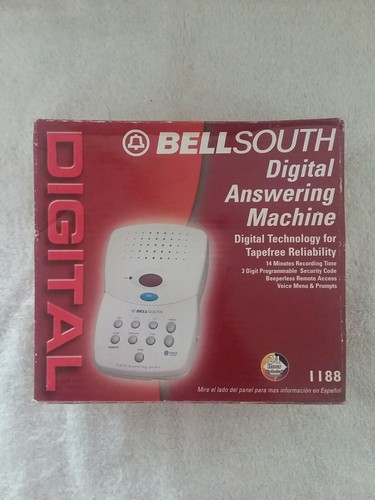 DIGITAL
BELLSOUTH
Digital
Answering
Machine
Digital Technology for
Tapefree Reliability
14 Minutes Recording Time
3 Digit Programmable Security Code
Beeperless Remote Access
Voice Menu & Prompts
BELLSOUTH
1188
Mire el lado del panel para mas información en Español